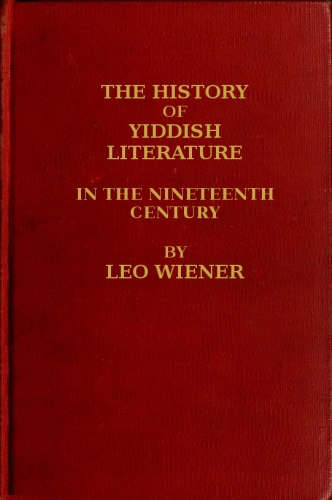 THE HISTORY
OF
YIDDISH
LITERATURE
IN THE NINETEENTH
CENTURY
BY
LEO WIENER